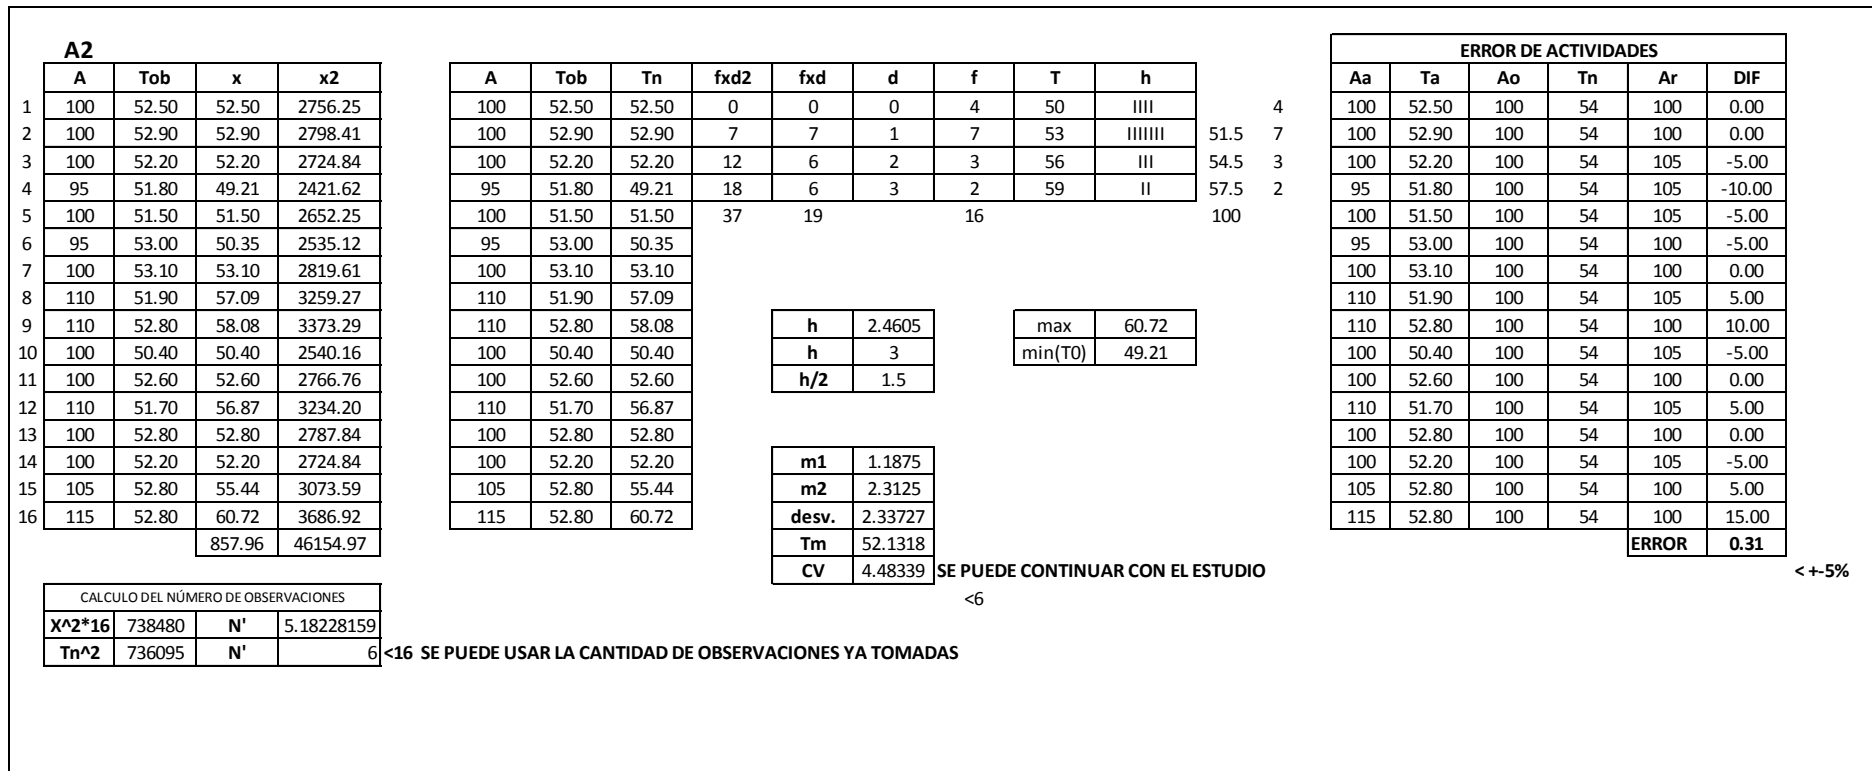 A2 ERROR DE ACTIVIDADES
A Tob x x2 A Tob Tn fxd2 fxd d f T h Aa Ta Ao Tn Ar DIF
1 100 52.50 52.50 2756.25 100 52.50 52.50 0 0 0 4 50 IIII 4 100 52.50 100 54 100 0.00
2 100 52.90 52.90 2798.41 100 52.90 52.90 7 7 1 7 53 IIIIIII 51.5 7 100 52.90 100 54 100 0.00
3 100 52.20 52.20 2724.84 100 52.20 52.20 12 6 2 3 56 III 54.5 3 100 52.20 100 54 105 -5.00
4 95 51.80 49.21 2421.62 95 51.80 49.21 18 6 3 2 59 II 57.5 2 95 51.80 100 54 105 -10.00
5 100 51.50 51.50 2652.25 100 51.50 51.50 37 19 16 100 100 51.50 100 54 105 -5.00
6 95 53.00 50.35 2535.12 95 53.00 50.35 95 53.00 100 54 100 -5.00
7 100 53.10 53.10 2819.61 100 53.10 53.10 100 53.10 100 54 100 0.00
8 110 51.90 57.09 3259.27 110 51.90 57.09 110 51.90 100 54 105 5.00
9 110 52.80 58.08 3373.29 110 52.80 58.08 h 2.4605 max 60.72 110 52.80 100 54 100 10.00
10 100 50.40 50.40 2540.16 100 50.40 50.40 h 3 min(T0) 49.21 100 50.40 100 54 105 -5.00
11 100 52.60 52.60 2766.76 100 52.60 52.60 h/2 1.5 100 52.60 100 54 100 0.00
12 110 51.70 56.87 3234.20 110 51.70 56.87 110 51.70 100 54 105 5.00
13 100 52.80 52.80 2787.84 100 52.80 52.80 100 52.80 100 54 100 0.00
14 100 52.20 52.20 2724.84 100 52.20 52.20 m1 1.1875 100 52.20 100 54 105 -5.00
15 105 52.80 55.44 3073.59 105 52.80 55.44 m2 2.3125 105 52.80 100 54 100 5.00
16 115 52.80 60.72 3686.92 115 52.80 60.72 desv. 2.33727 115 52.80 100 54 100 15.00
857.96 46154.97 Tm 52.1318 ERROR 0.31
CV 4.48339 SE PUEDE CONTINUAR CON EL ESTUDIO < +-5%
CALCULO DEL NÚMERO DE OBSERVACIONES <6
X^2*16 738480 N' 5.18228159
Tn^2 736095 N' 6 <16 SE PUEDE USAR LA CANTIDAD DE OBSERVACIONES YA TOMADAS